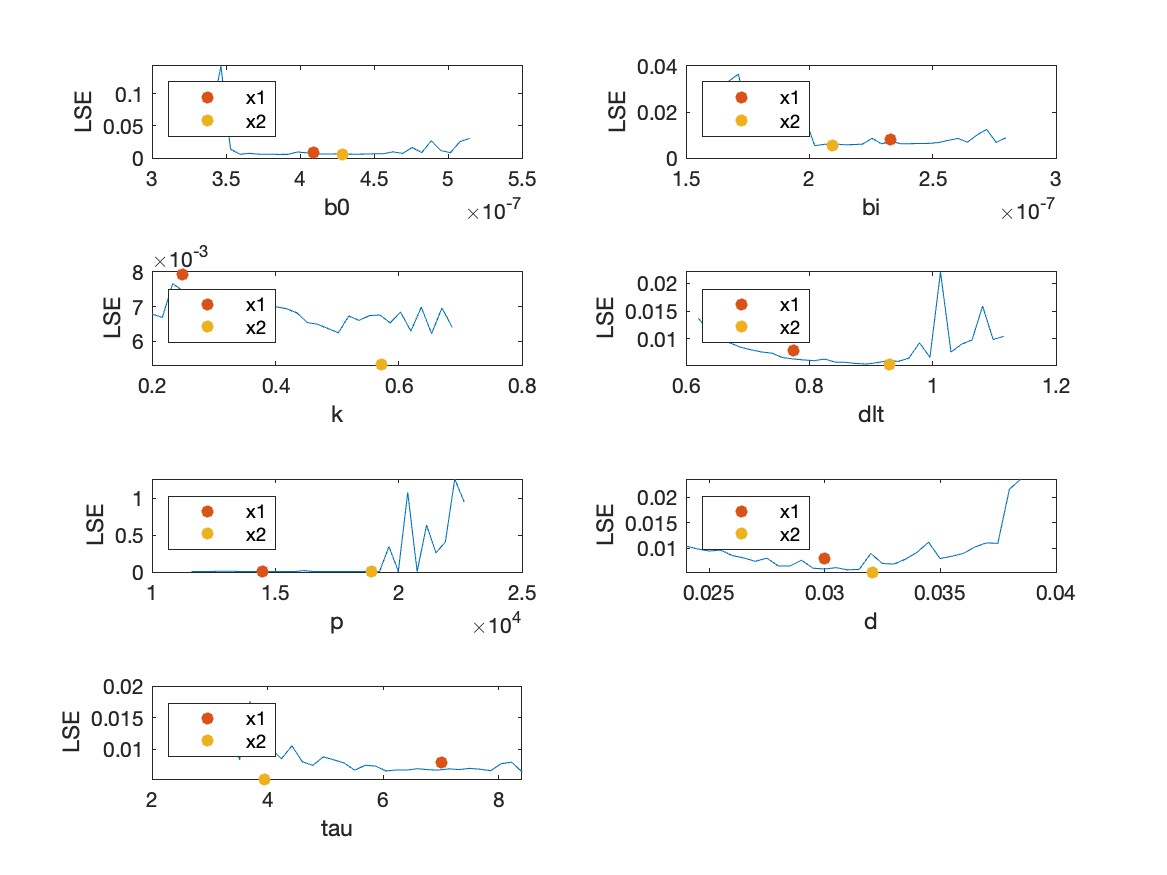 LSE
0.1
0.05
0
x1
x2
3 3.5 4 4.5 5 5.5
b0
×10-7
LSE
0.04
0.02
0
x1
x2
1.5 2 2.5 3
bi
×10-7
×10-3
LSE
8
7
6
x1
x2
0.2 0.4 0.6 0.8
k
LSE
0.02
0.015
0.01
x1
x2
0.6 0.8 1 1.2
dlt
LSE
1
0.5
0
x1
x2
1 1.5 2 2.5
p
×104
LSE
0.02
0.015
0.01
x1
x2
0.025 0.03 0.035 0.04
d
LSE
0.02
0.015
0.01
x1
x2
2 4 6 8
tau